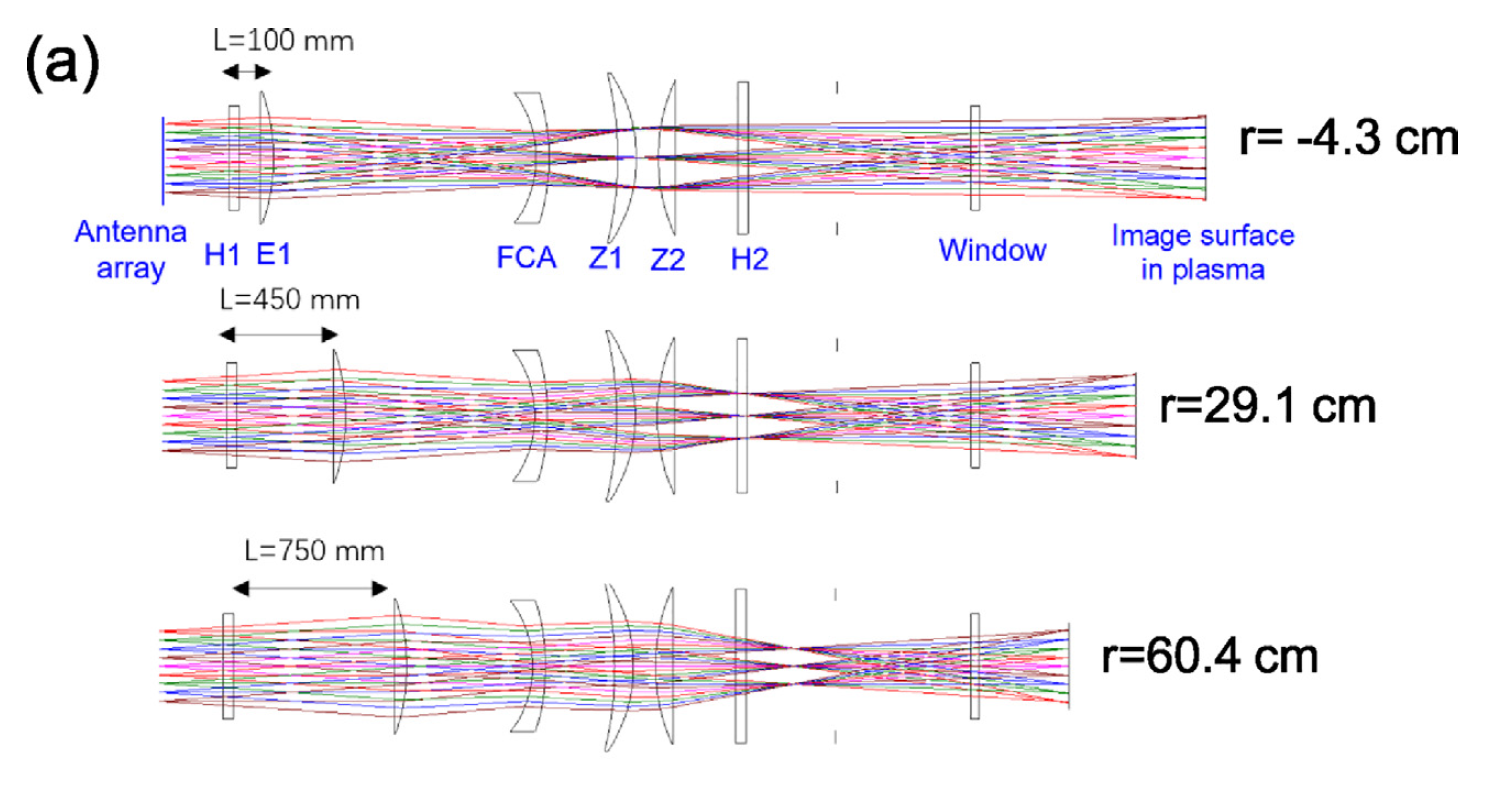 (a)
L=100 mm
r= -4.3 cm
Antenna
array
H1 E1
FCA
Z1
Z2
H2
Window
Image surface
in plasma
L=450 mm
r=29.1 cm
L=750 mm
r=60.4 cm